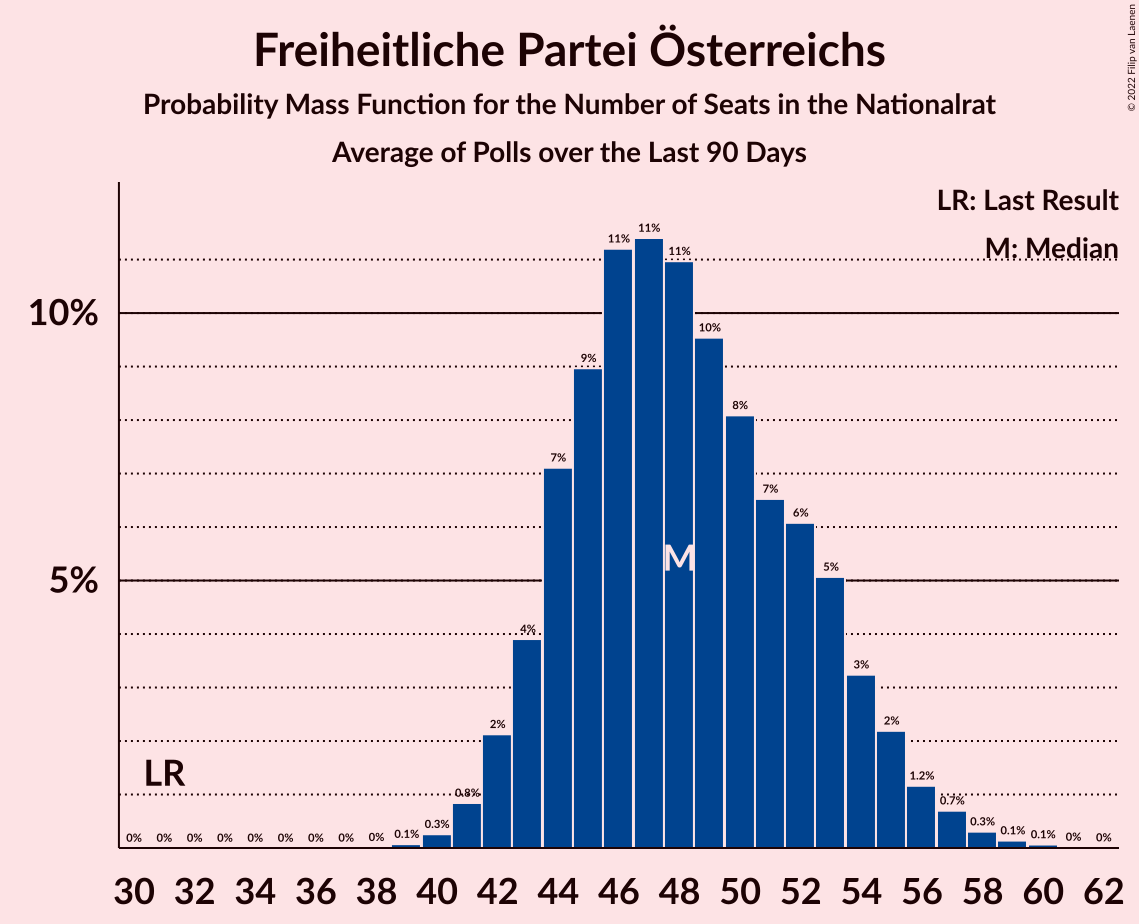 Freiheitliche Partei Österreichs
Probability Mass Function for the Number of Seats in the Nationalrat
Average of Polls over the Last 90 Days
© 2022 Filip van Laenen
LR: Last Result
M: Median
10%
5%
LR
M
0% 0% 0% 0% 0% 0% 0% 0% 0% 0.1% 0.3% 0.8% 2% 4% 7% 9% 11% 11% 11% 10% 8% 7% 6% 5% 3% 2% 1.2% 0.7% 0.3% 0.1% 0.1% 0% 0%
30 32 34 36 38 40 42 44 46 48 50 52 54 56 58 60 62